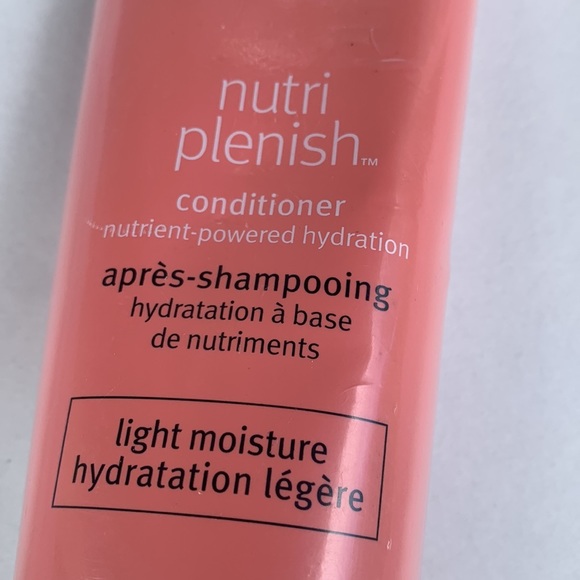 nutri
plenish™
conditioner
nutrient-powered hydration
après-shampooing
hydratation à base
de nutriments
light moisture
hydratation légère